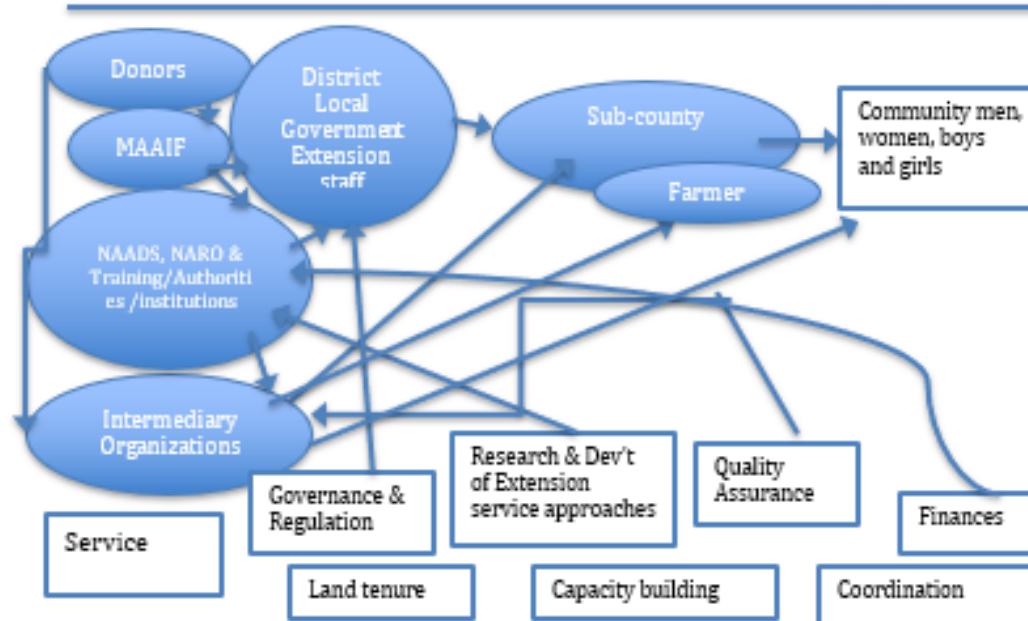 Donors
MAAIF
District
Local
Government
Extension
staff
Sub-county
Farmer
Community men,
women, boys
and girls
NAADS, NARO &
Training/Authoriti
es /institutions
Intermediary
Organizations
Governance &
Regulation
Research & Dev't
of Extension
service approaches
Quality
Assurance
Finances
Service
Land tenure
Capacity building
Coordination